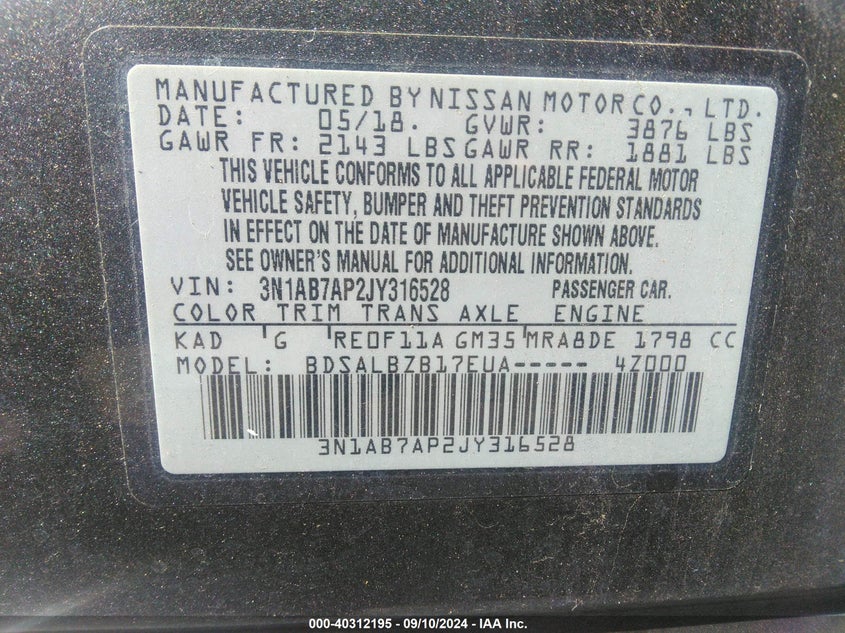 MANUFACTURED BY NISSAN MOTOR CO., LTD.
DATE: 05/18. GVWR: 3876 LBS
GAWR FR: 2143 LBS GAWR RR: 1881 LBS
THIS VEHICLE CONFORMS TO ALL APPLICABLE FEDERAL MOTOR
VEHICLE SAFETY, BUMPER AND THEFT PREVENTION STANDARDS
IN EFFECT ON THE DATE OF MANUFACTURE SHOWN ABOVE.
SEE OWNER'S MANUAL FOR ADDITIONAL INFORMATION.
VIN: 3N1AB7AP2JY316528 PASSENGER CAR.
COLOR TRIM TRANS AXLE ENGINE
KAD G RE0F11A GM35 MRA8DE 1798 CC
MODEL: BDSALBZB17EUA----- 4Z000
3N1AB7AP2JY316528
000-40312195 - 09/10/2024 - IAA Inc.